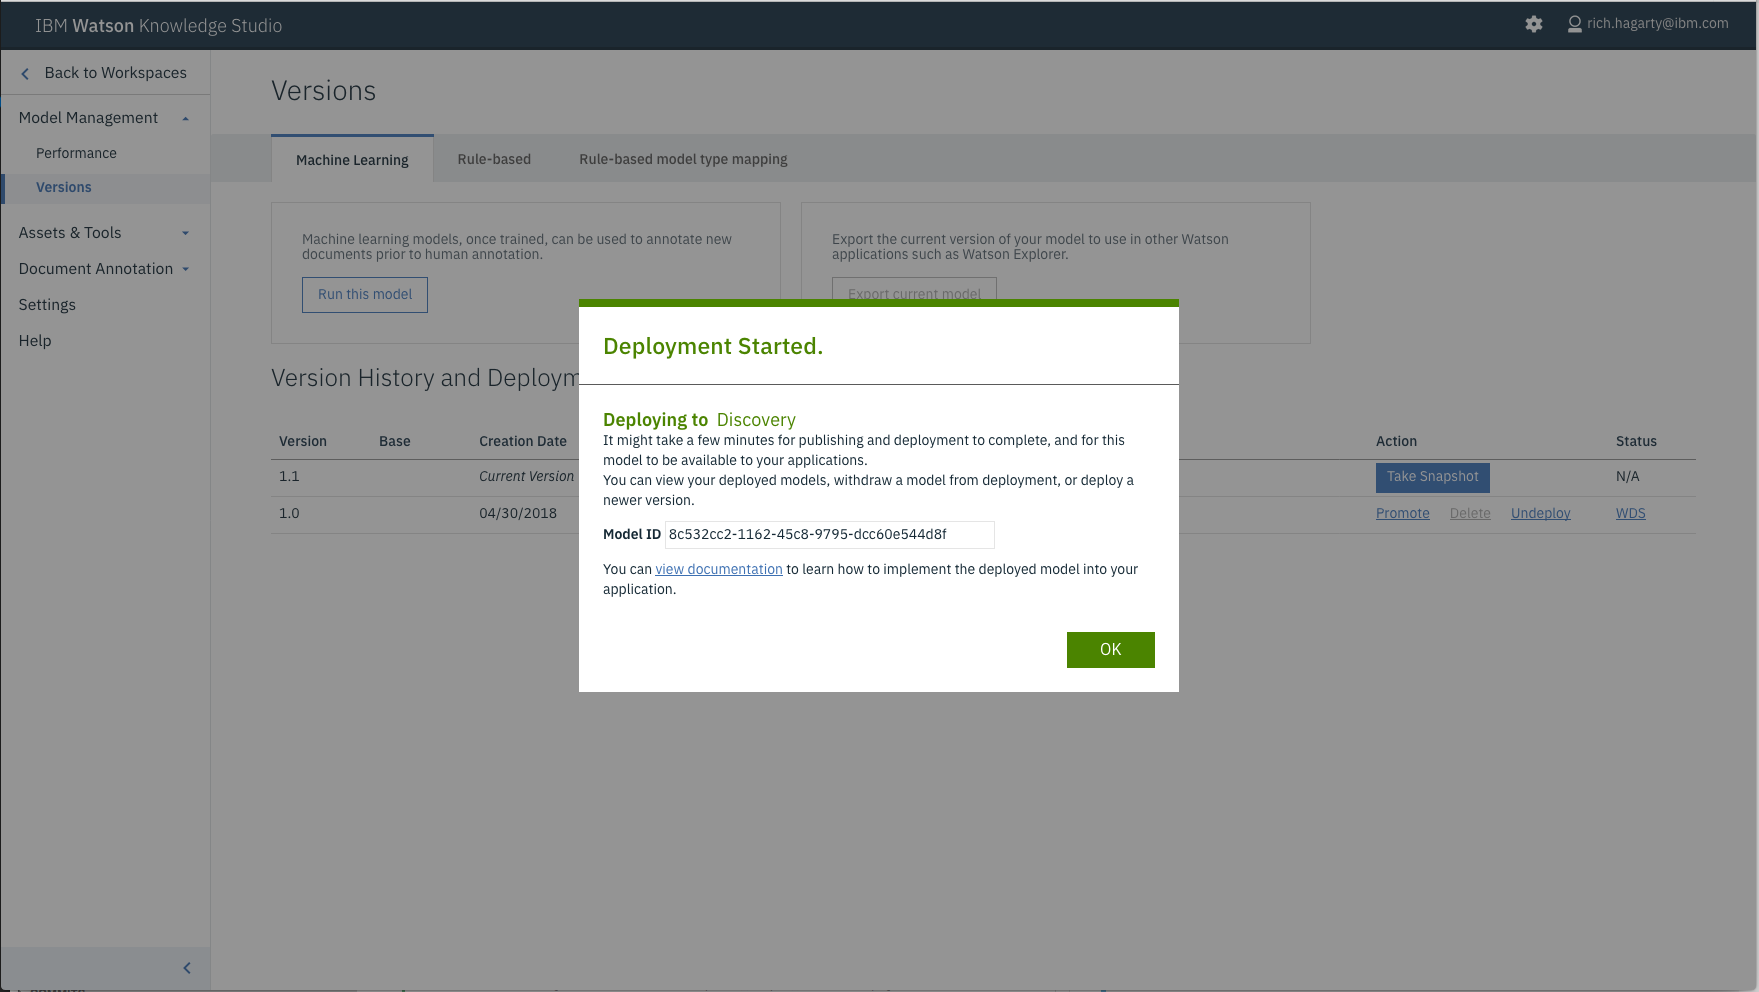 IBM Watson Knowledge Studio
rich.hagarty@ibm.com
Back to Workspaces
Model Management
Performance
Versions
Assets & Tools
Document Annotation
Settings
Help
Versions
Machine Learning
Rule-based
Rule-based model type mapping
Machine learning models, once trained, can be used to annotate new
documents prior to human annotation.
Run this model
Export the current version of your model to use in other Watson
applications such as Watson Explorer.
Export current model
Version History and Deploym
Version Base Creation Date Action Status
1.1 Current Version Take Snapshot N/A
1.0 04/30/2018 Promote Delete Undeploy WDS
Deployment Started.
Deploying to Discovery
It might take a few minutes for publishing and deployment to complete, and for this
model to be available to your applications.
You can view your deployed models, withdraw a model from deployment, or deploy a
newer version.
Model ID 8c532cc2-1162-45c8-9795-dcc60e544d8f
You can view documentation to learn how to implement the deployed model into your
application.
OK